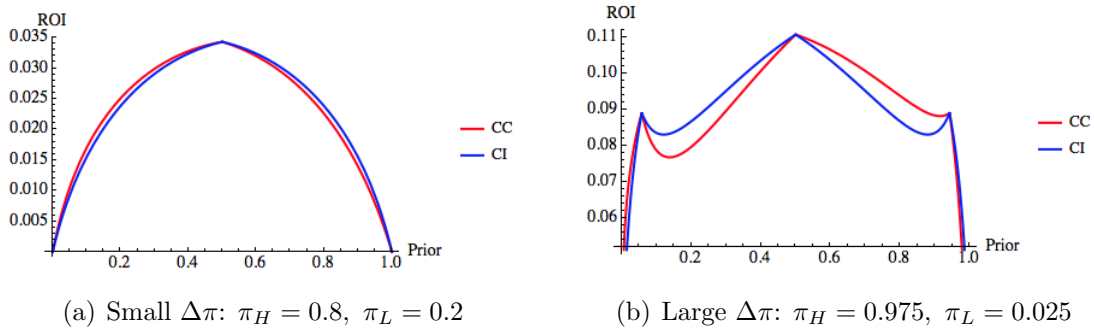 ROI
0.035
0.030
0.025
0.020
0.015
0.010
0.005
0.2 0.4 0.6 0.8 1.0 Prior
CC
CI
(a) Small Δπ: π_H = 0.8, π_L = 0.2
ROI
0.11
0.10
0.09
0.08
0.07
0.06
0.2 0.4 0.6 0.8 1.0 Prior
CC
CI
(b) Large Δπ: π_H = 0.975, π_L = 0.025